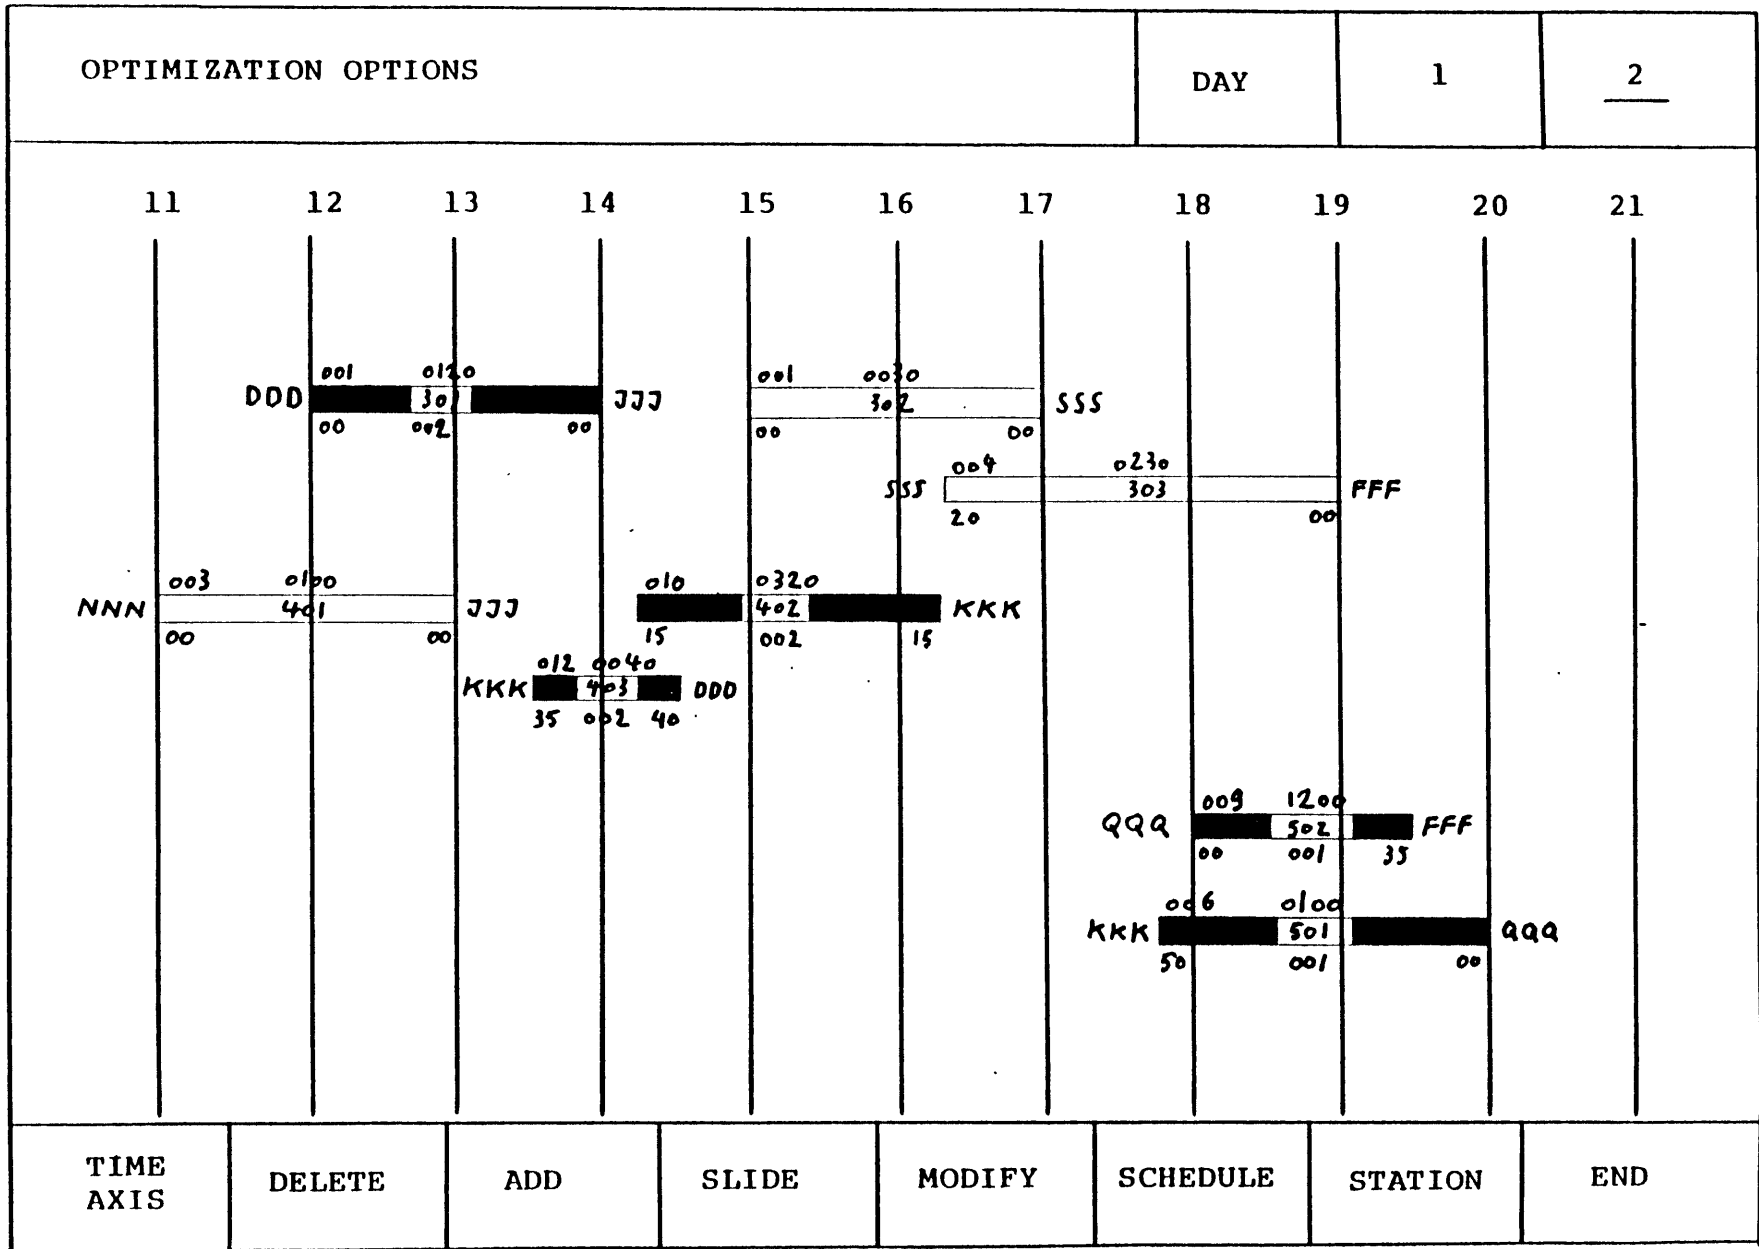 OPTIMIZATION OPTIONS DAY 1 2
11 12 13 14 15 16 17 18 19 20 21
001 0120 001 0030
DDD 301 JJJ 302 SSS
00 002 00 00 00
004 0230
SSS 303 FFF
20 00
003 0100 010 0320
NNN 401 JJJ 402 KKK
00 00 15 002 15
012 0040
KKK 403 DDD
35 002 40
009 1200
QQQ 502 FFF
00 001 35
006 0100
KKK 501 QQQ
50 001 00
TIME
AXIS DELETE ADD SLIDE MODIFY SCHEDULE STATION END